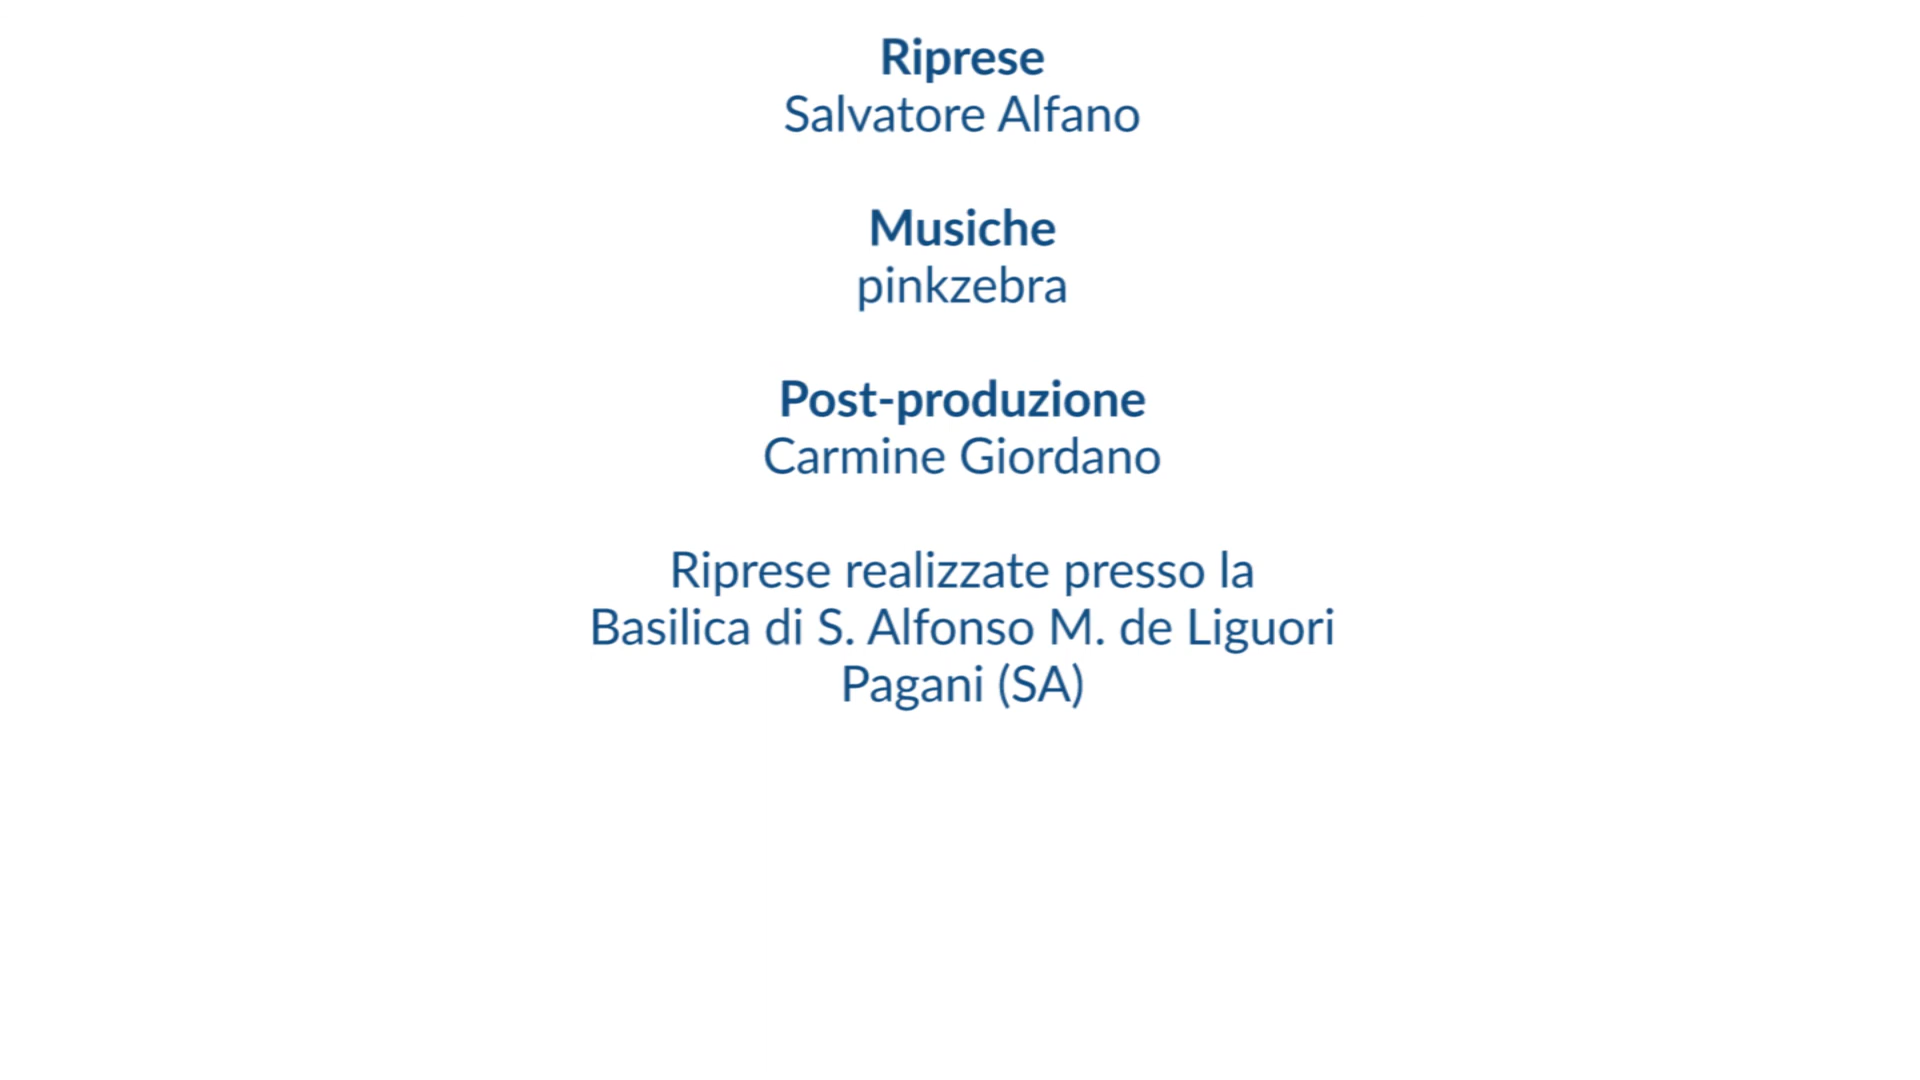 Riprese
Salvatore Alfano
Musiche
pinkzebra
Post-produzione
Carmine Giordano
Riprese realizzate presso la
Basilica di S. Alfonso M. de Liguori
Pagani (SA)